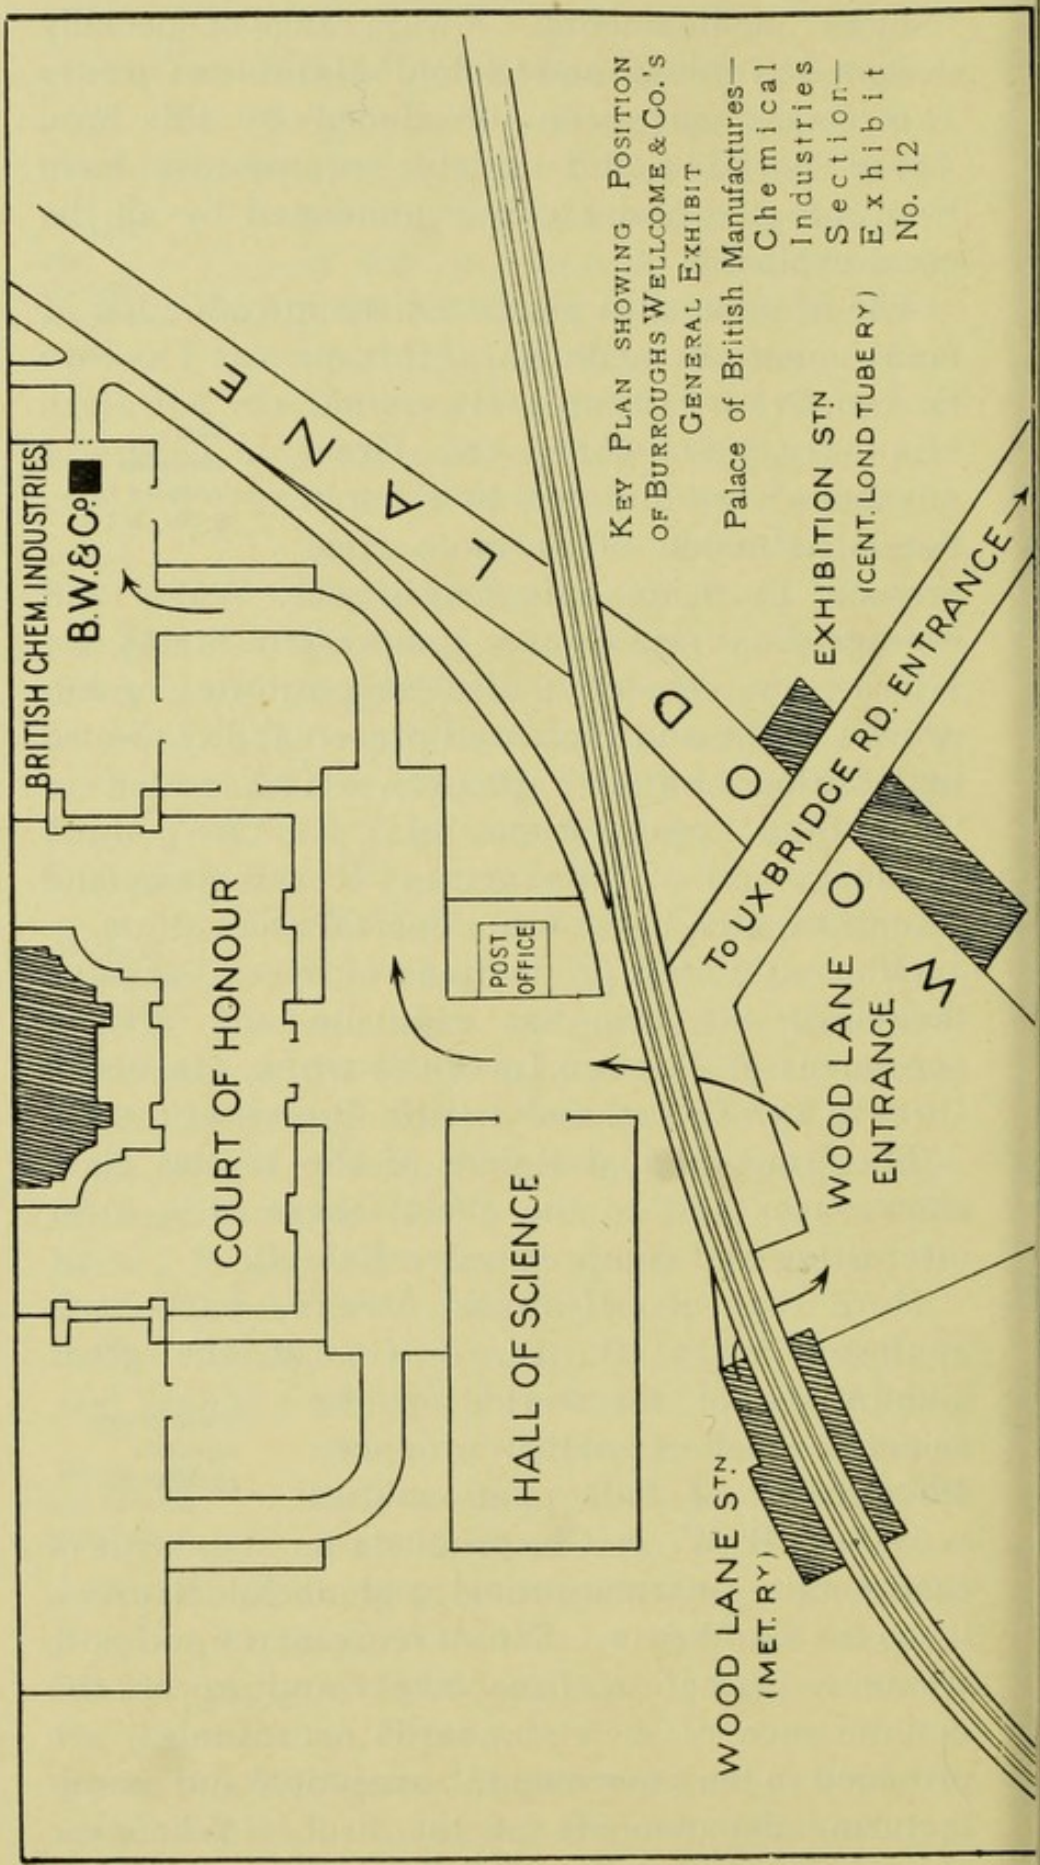 KEY PLAN SHOWING POSITION
OF BURROUGHS WELLCOME & CO.'S
GENERAL EXHIBIT
Palace of British Manufactures—
Chemical
Industries
Section—
Exhibit
No. 12
BRITISH CHEM. INDUSTRIES
B.W.& Co.
COURT OF HONOUR
POST
OFFICE
HALL OF SCIENCE
WOOD LANE
EXHIBITION STN.
(CENT. LOND TUBE RY)
To UXBRIDGE RD. ENTRANCE
WOOD LANE
ENTRANCE
WOOD LANE STN.
(MET. RY)